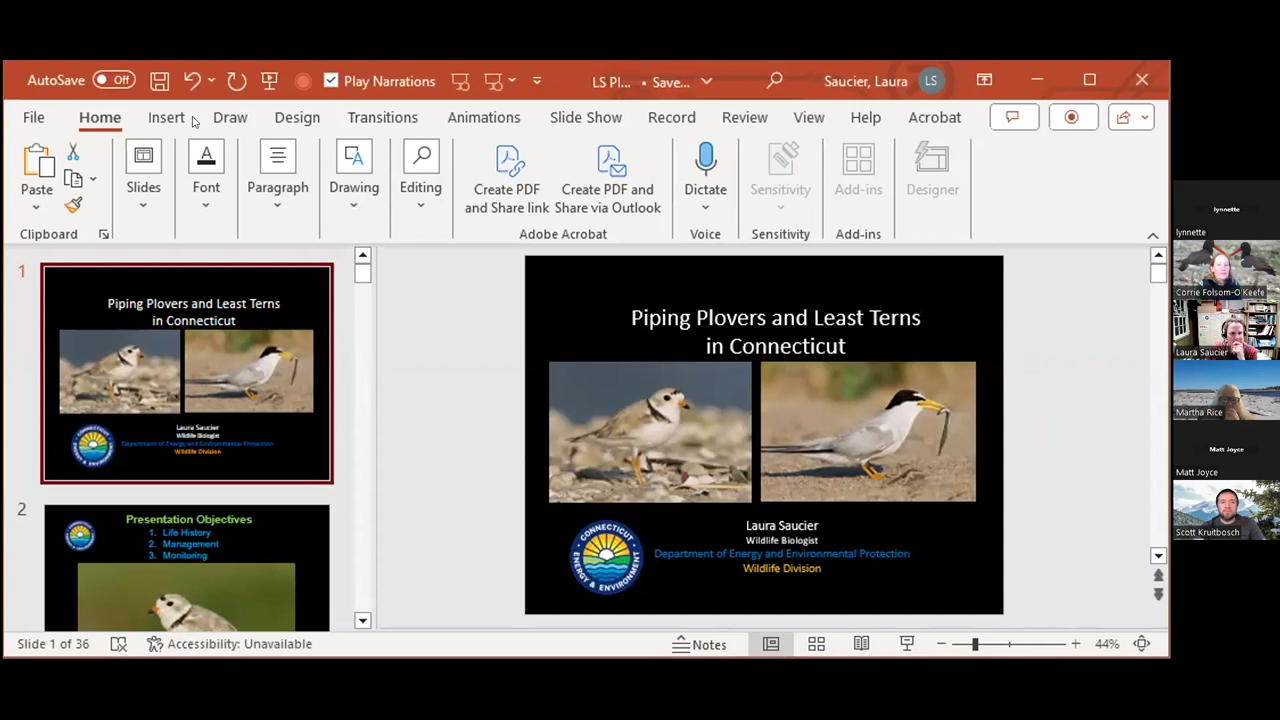 AutoSave Off Play Narrations LS Pl... • Save... Saucier, Laura LS
File Home Insert Draw Design Transitions Animations Slide Show Record Review View Help Acrobat
Paste Slides Font Paragraph Drawing Editing Create PDF and Share link Create PDF and Share via Outlook Dictate Sensitivity Add-ins Designer
Clipboard Adobe Acrobat Voice Sensitivity Add-ins
1
Piping Plovers and Least Terns
in Connecticut
Laura Saucier
Wildlife Biologist
Department of Energy and Environmental Protection
Wildlife Division
2
Presentation Objectives
1. Life History
2. Management
3. Monitoring
Piping Plovers and Least Terns
in Connecticut
CONNECTICUT
ENERGY & ENVIRONMENT
Laura Saucier
Wildlife Biologist
Department of Energy and Environmental Protection
Wildlife Division
lynnette
lynnette
Corrie Folsom-O'Keefe
Laura Saucier
Martha Rice
Matt Joyce
Matt Joyce
Scott Kruitbosch
Slide 1 of 36 Accessibility: Unavailable Notes 44%